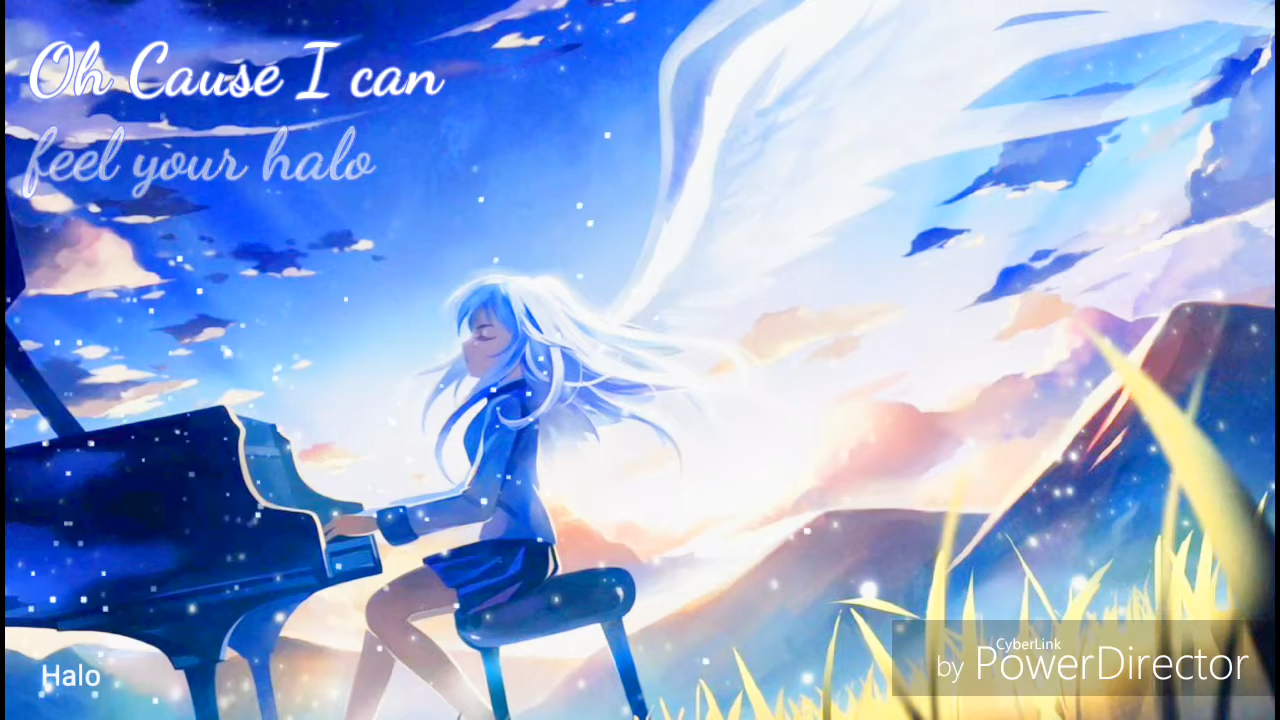 Oh Cause I can
feel your halo
Halo
CyberLink
by PowerDirector